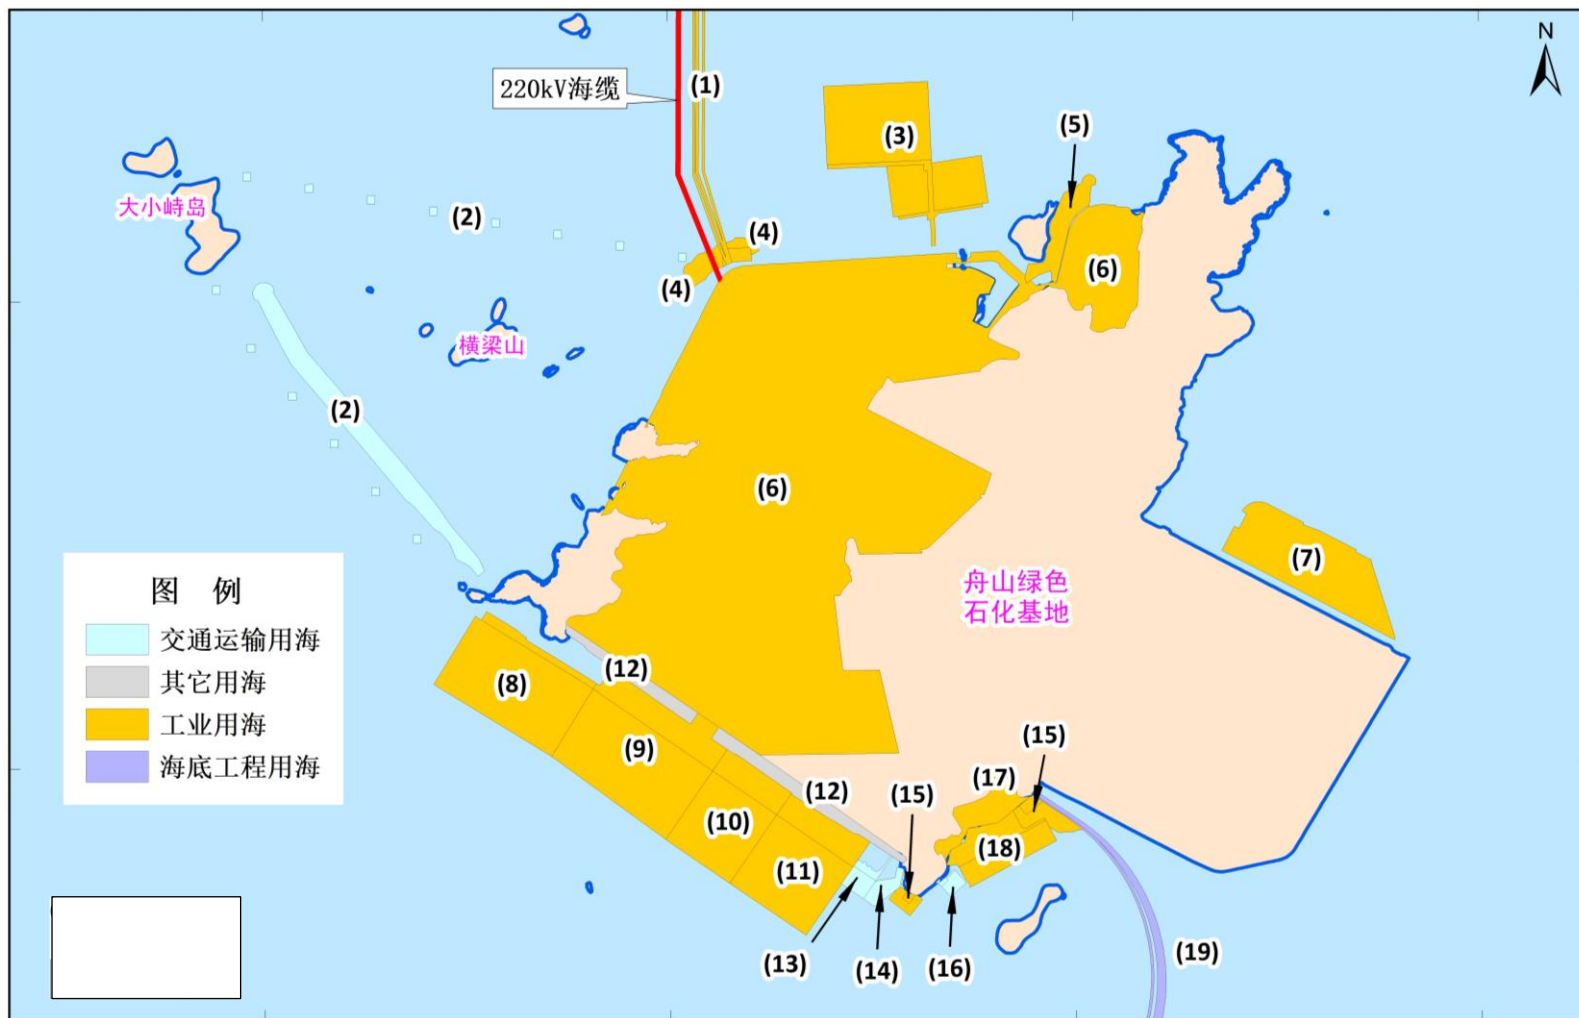 N
220kV海缆
(1)
(3)
(5)
大小峙岛
(2)
(4)
(4)
(6)
横梁山
(2)
(6)
(7)
舟山绿色
石化基地
图 例
交通运输用海
其它用海
工业用海
海底工程用海
(8)
(12)
(9)
(10)
(12)
(11)
(15)
(17)
(15)
(18)
(13)
(14)
(16)
(19)